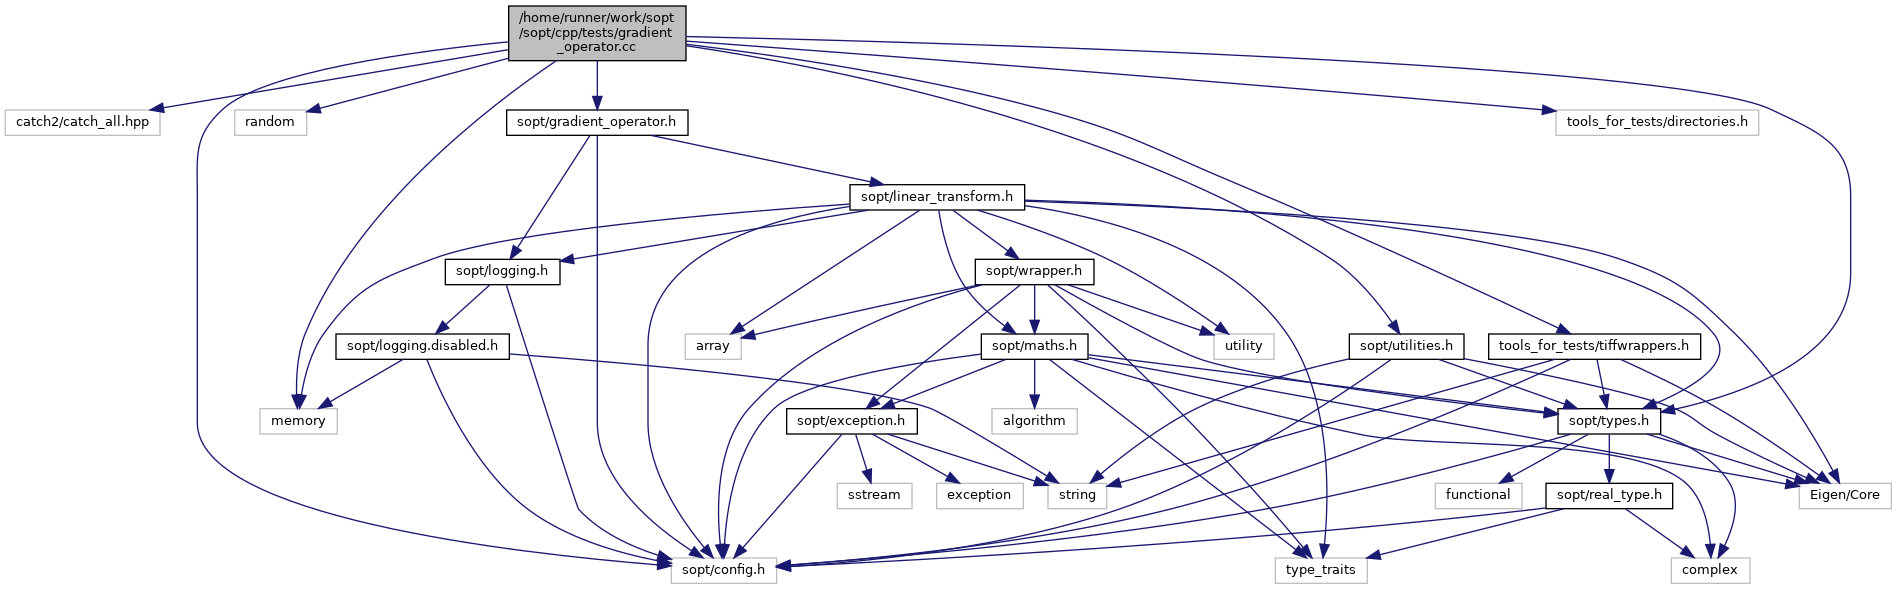 /home/runner/work/sopt
/sopt/cpp/tests/gradient
_operator.cc
catch2/catch_all.hpp
random
sopt/gradient_operator.h
tools_for_tests/directories.h
sopt/linear_transform.h
sopt/logging.h
sopt/wrapper.h
sopt/logging.disabled.h
array
sopt/maths.h
utility
sopt/utilities.h
tools_for_tests/tiffwrappers.h
memory
sopt/exception.h
algorithm
sopt/types.h
sstream
exception
string
functional
sopt/real_type.h
Eigen/Core
sopt/config.h
type_traits
complex